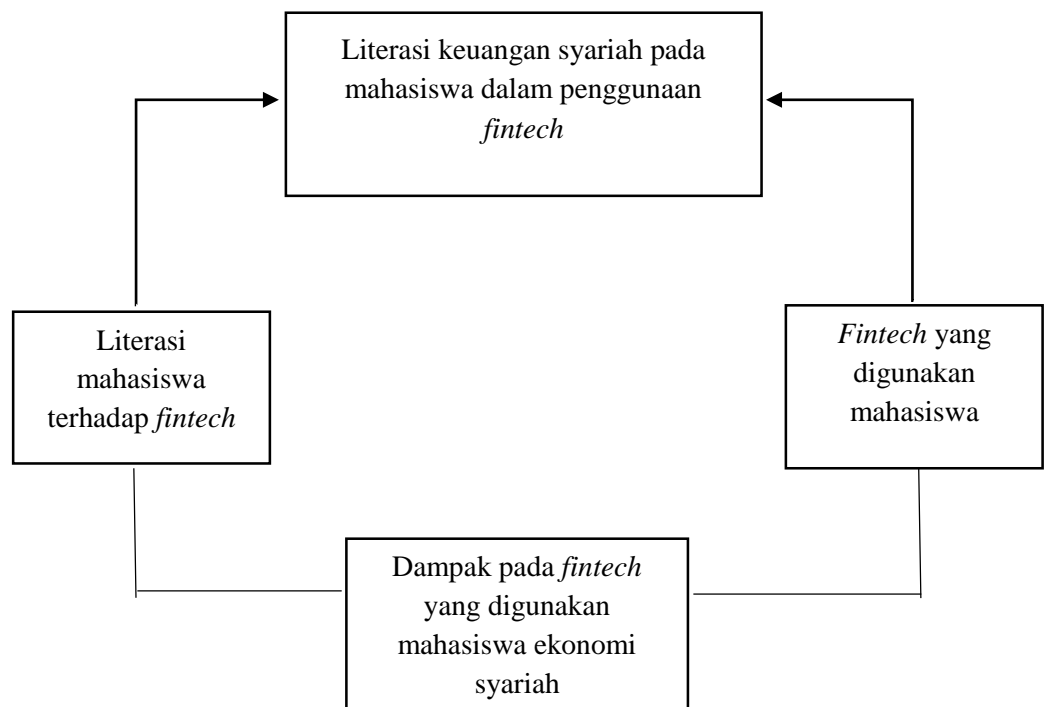 Literasi keuangan syariah pada
mahasiswa dalam penggunaan
fintech
Literasi
mahasiswa
terhadap fintech
Fintech yang
digunakan
mahasiswa
Dampak pada fintech
yang digunakan
mahasiswa ekonomi
syariah